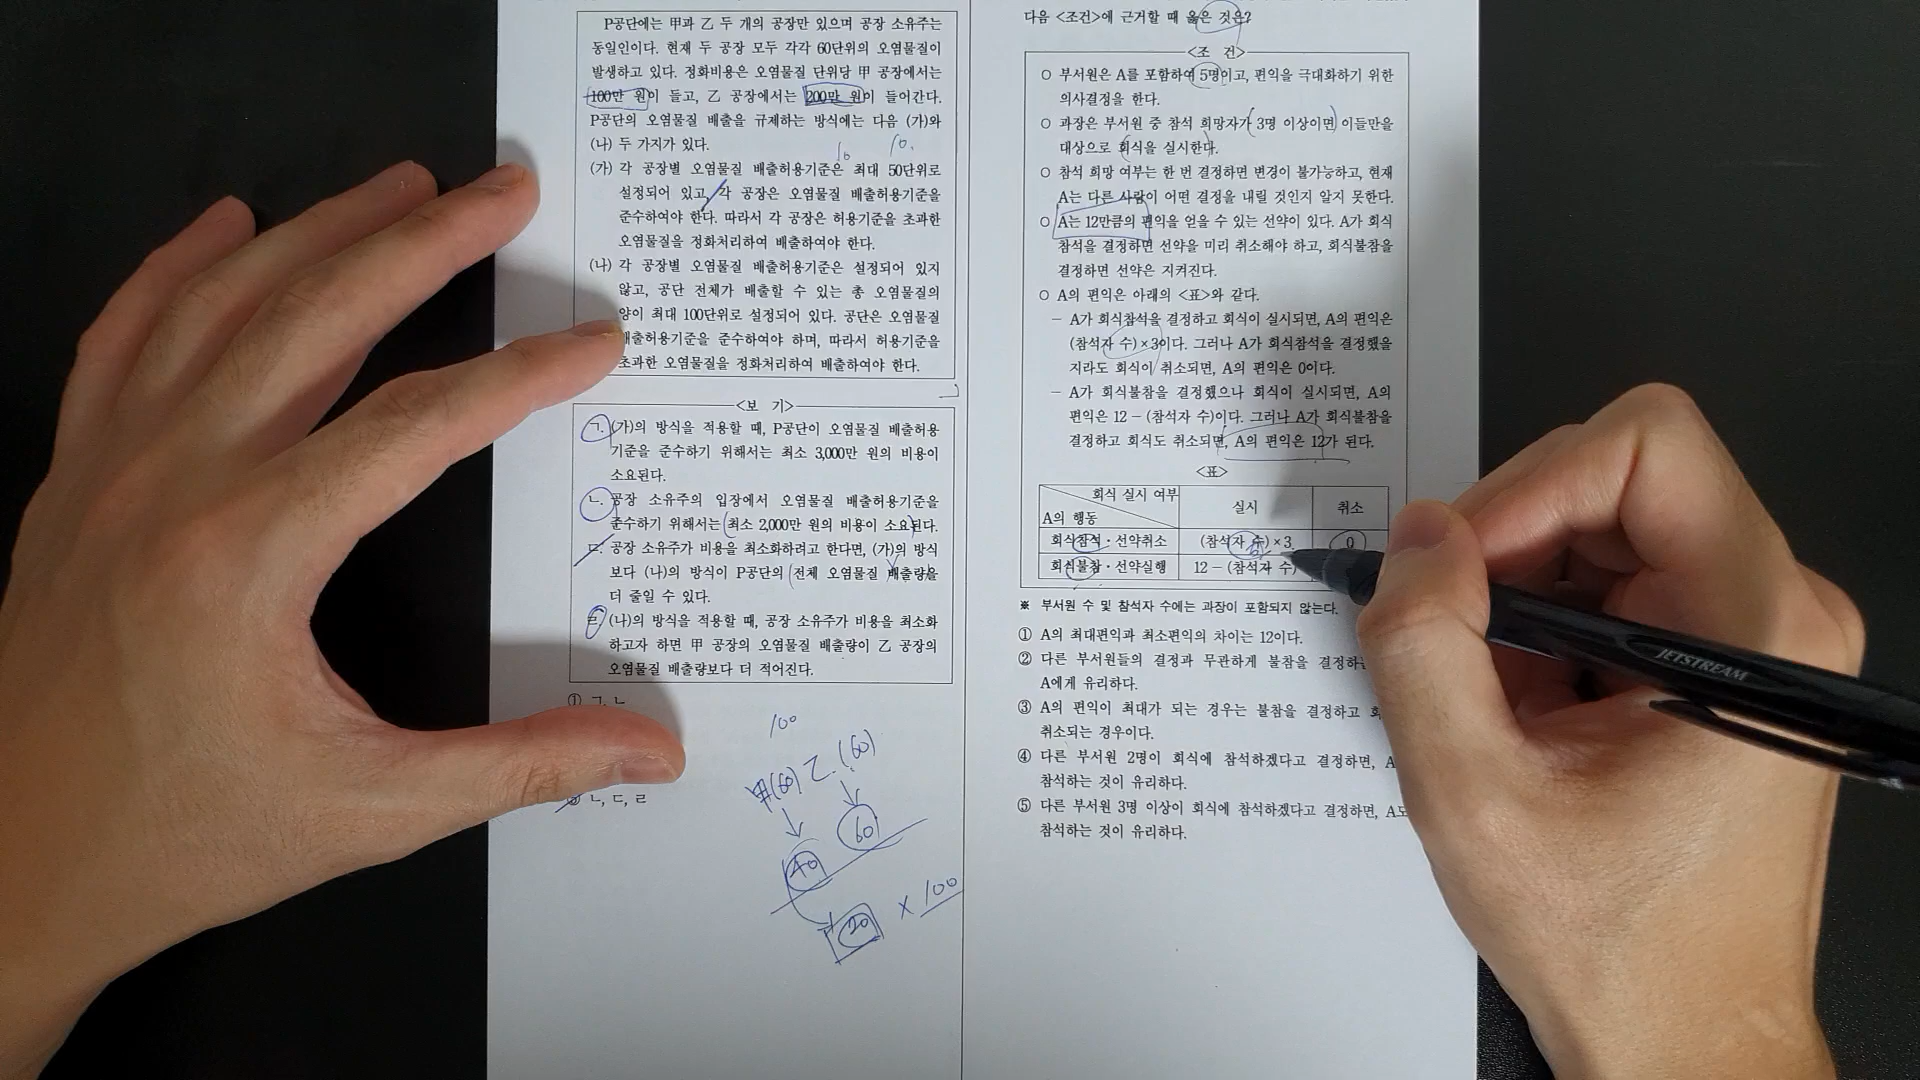 P공단에는 甲과 乙 두 개의 공장만 있으며 공장 소유주는
동일인이다. 현재 두 공장 모두 각각 60단위의 오염물질이
발생하고 있다. 정화비용은 오염물질 단위당 甲 공장에서는
100만 원이 들고, 乙 공장에서는 200만 원이 들어간다.
P공단의 오염물질 배출을 규제하는 방식에는 다음 (가)와
(나) 두 가지가 있다.
10 10.
(가) 각 공장별 오염물질 배출허용기준은 최대 50단위로
설정되어 있고, 각 공장은 오염물질 배출허용기준을
준수하여야 한다. 따라서 각 공장은 허용기준을 초과한
오염물질을 정화처리하여 배출하여야 한다.
(나) 각 공장별 오염물질 배출허용기준은 설정되어 있지
않고, 공단 전체가 배출할 수 있는 총 오염물질의
양이 최대 100단위로 설정되어 있다. 공단은 오염물질
배출허용기준을 준수하여야 하며, 따라서 허용기준을
초과한 오염물질을 정화처리하여 배출하여야 한다.
<보 기>
ㄱ. (가)의 방식을 적용할 때, P공단이 오염물질 배출허용
기준을 준수하기 위해서는 최소 3,000만 원의 비용이
소요된다.
ㄴ. 공장 소유주의 입장에서 오염물질 배출허용기준을
준수하기 위해서는 최소 2,000만 원의 비용이 소요된다.
ㄷ. 공장 소유주가 비용을 최소화하려고 한다면, (가)의 방식
보다 (나)의 방식이 P공단의 전체 오염물질 배출량을
더 줄일 수 있다.
ㄹ. (나)의 방식을 적용할 때, 공장 소유주가 비용을 최소화
하고자 하면 甲 공장의 오염물질 배출량이 乙 공장의
오염물질 배출량보다 더 적어진다.
① ㄱ, ㄴ
⑤ ㄴ, ㄷ, ㄹ
100
甲(60) 乙.(60)
40 60
20 × 100
다음 <조건>에 근거할 때 옳은 것은?
<조 건>
○ 부서원은 A를 포함하여 5명이고, 편익을 극대화하기 위한
의사결정을 한다.
○ 과장은 부서원 중 참석 희망자가 3명 이상이면 이들만을
대상으로 회식을 실시한다.
○ 참석 희망 여부는 한 번 결정하면 변경이 불가능하고, 현재
A는 다른 사람이 어떤 결정을 내릴 것인지 알지 못한다.
○ A는 12만큼의 편익을 얻을 수 있는 선약이 있다. A가 회식
참석을 결정하면 선약을 미리 취소해야 하고, 회식불참을
결정하면 선약은 지켜진다.
○ A의 편익은 아래의 <표>와 같다.
- A가 회식참석을 결정하고 회식이 실시되면, A의 편익은
(참석자 수)×3이다. 그러나 A가 회식참석을 결정했을
지라도 회식이 취소되면, A의 편익은 0이다.
- A가 회식불참을 결정했으나 회식이 실시되면, A의
편익은 12-(참석자 수)이다. 그러나 A가 회식불참을
결정하고 회식도 취소되면, A의 편익은 12가 된다.
<표>
회식 실시 여부
A의 행동 실시 취소
회식참석·선약취소 (참석자 수)×3 0
회식불참·선약실행 12-(참석자 수)
※ 부서원 수 및 참석자 수에는 과장이 포함되지 않는다.
① A의 최대편익과 최소편익의 차이는 12이다.
② 다른 부서원들의 결정과 무관하게 불참을 결정하는
A에게 유리하다.
③ A의 편익이 최대가 되는 경우는 불참을 결정하고
취소되는 경우이다.
④ 다른 부서원 2명이 회식에 참석하겠다고 결정하면, A
참석하는 것이 유리하다.
⑤ 다른 부서원 3명 이상이 회식에 참석하겠다고 결정하면, A도
참석하는 것이 유리하다.
JETSTREAM